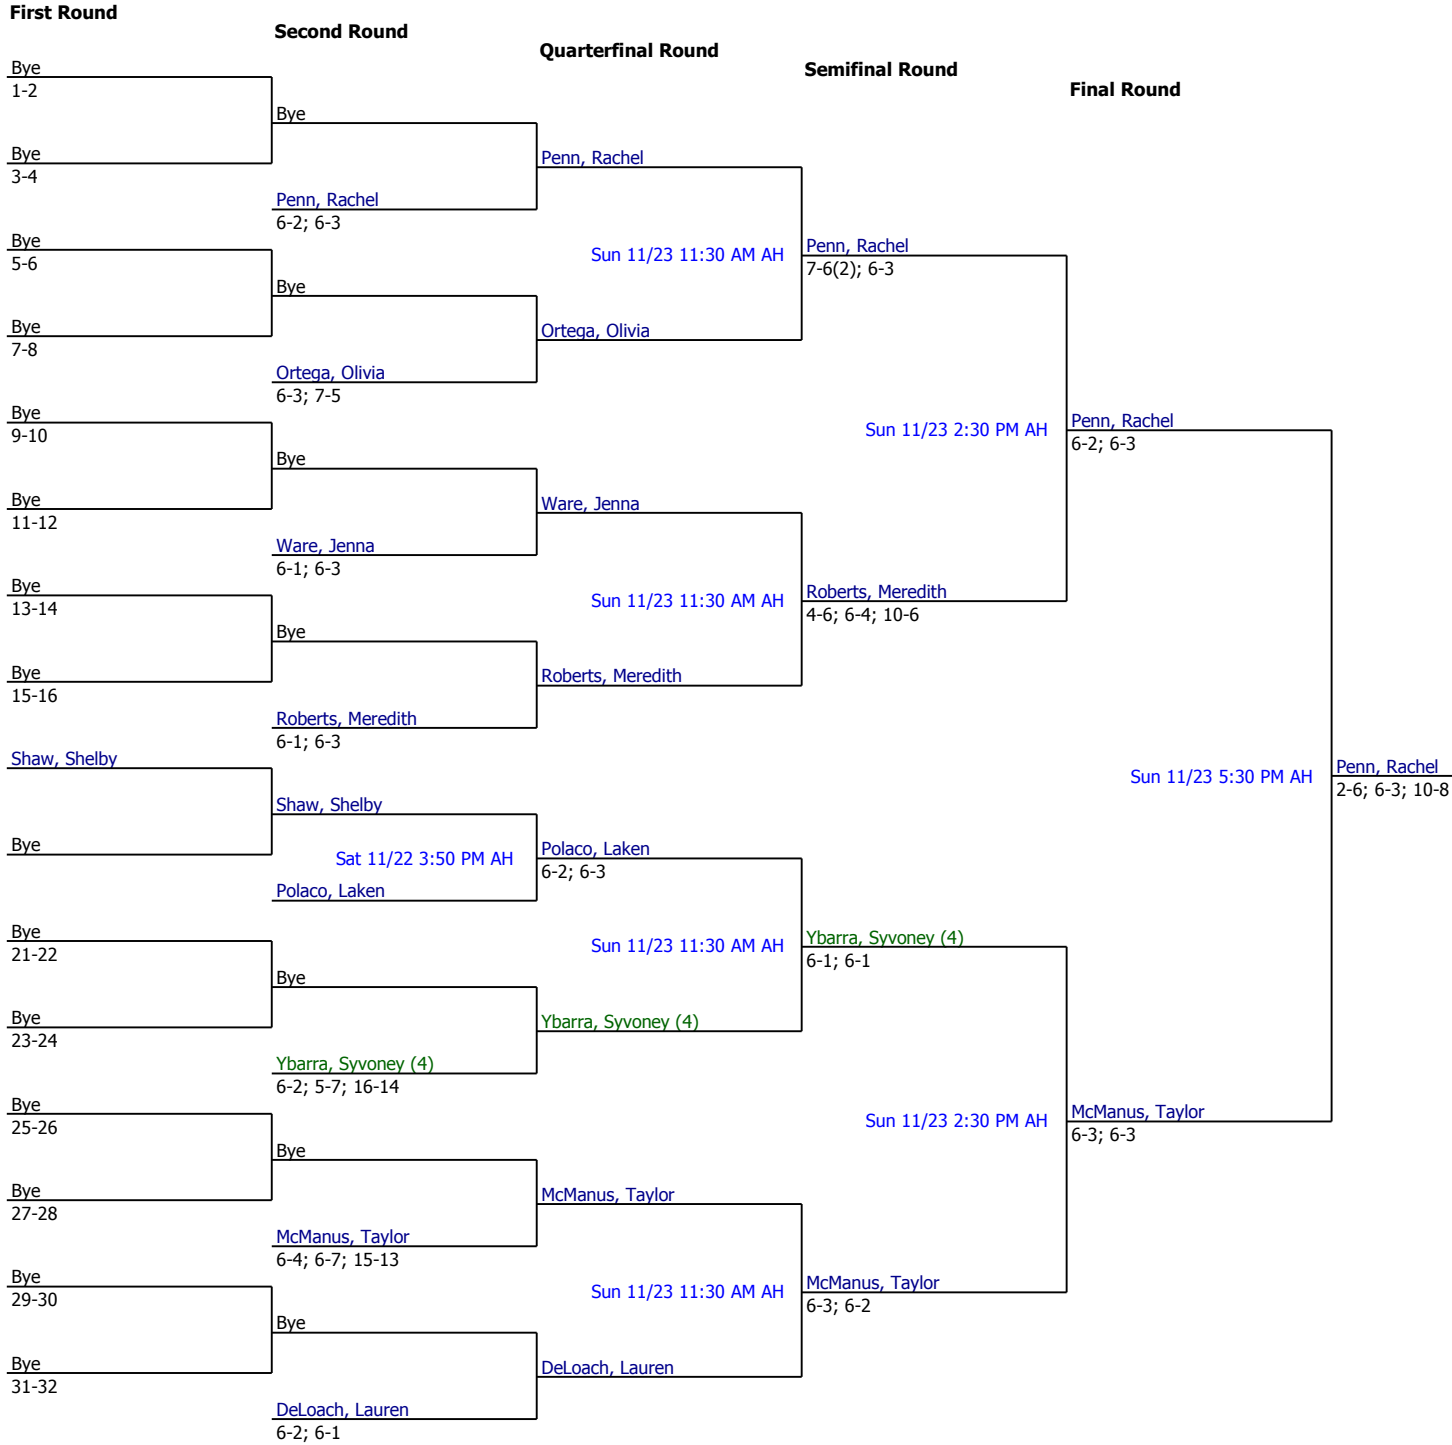 First Round
Second Round
Quarterfinal Round
Semifinal Round
Final Round
Bye
1-2
Bye
3-4
Bye
5-6
Bye
7-8
Bye
9-10
Bye
11-12
Bye
13-14
Bye
15-16
Shaw, Shelby
Bye
Bye
21-22
Bye
23-24
Bye
25-26
Bye
27-28
Bye
29-30
Bye
31-32
Bye
Penn, Rachel
6-2; 6-3
Bye
Ortega, Olivia
6-3; 7-5
Bye
Ware, Jenna
6-1; 6-3
Bye
Roberts, Meredith
6-1; 6-3
Shaw, Shelby
Sat 11/22 3:50 PM AH
Polaco, Laken
Bye
Ybarra, Syvoney (4)
6-2; 5-7; 16-14
Bye
McManus, Taylor
6-4; 6-7; 15-13
Bye
DeLoach, Lauren
6-2; 6-1
Penn, Rachel
Sun 11/23 11:30 AM AH
Ortega, Olivia
Ware, Jenna
Sun 11/23 11:30 AM AH
Roberts, Meredith
Polaco, Laken
6-2; 6-3
Sun 11/23 11:30 AM AH
Ybarra, Syvoney (4)
McManus, Taylor
Sun 11/23 11:30 AM AH
DeLoach, Lauren
Penn, Rachel
7-6(2); 6-3
Sun 11/23 2:30 PM AH
Roberts, Meredith
4-6; 6-4; 10-6
Ybarra, Syvoney (4)
6-1; 6-1
Sun 11/23 2:30 PM AH
McManus, Taylor
6-3; 6-2
Penn, Rachel
6-2; 6-3
Sun 11/23 5:30 PM AH
McManus, Taylor
6-3; 6-3
Penn, Rachel
2-6; 6-3; 10-8